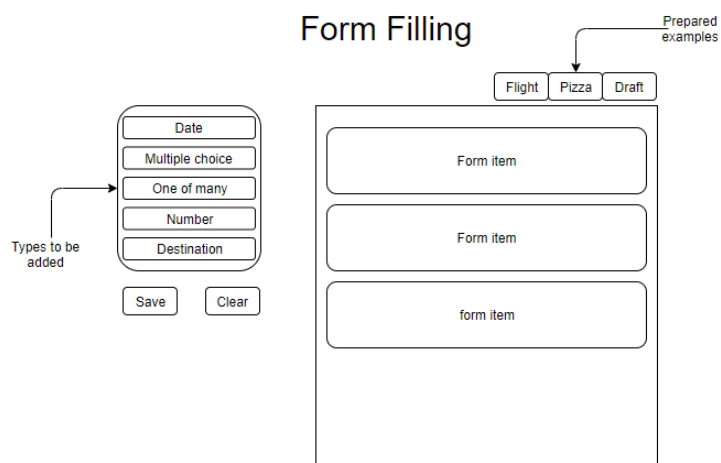 Form Filling
Prepared
examples
Flight
Pizza
Draft
Date
Multiple choice
One of many
Number
Destination
Types to be
added
Save
Clear
Form item
Form item
form item